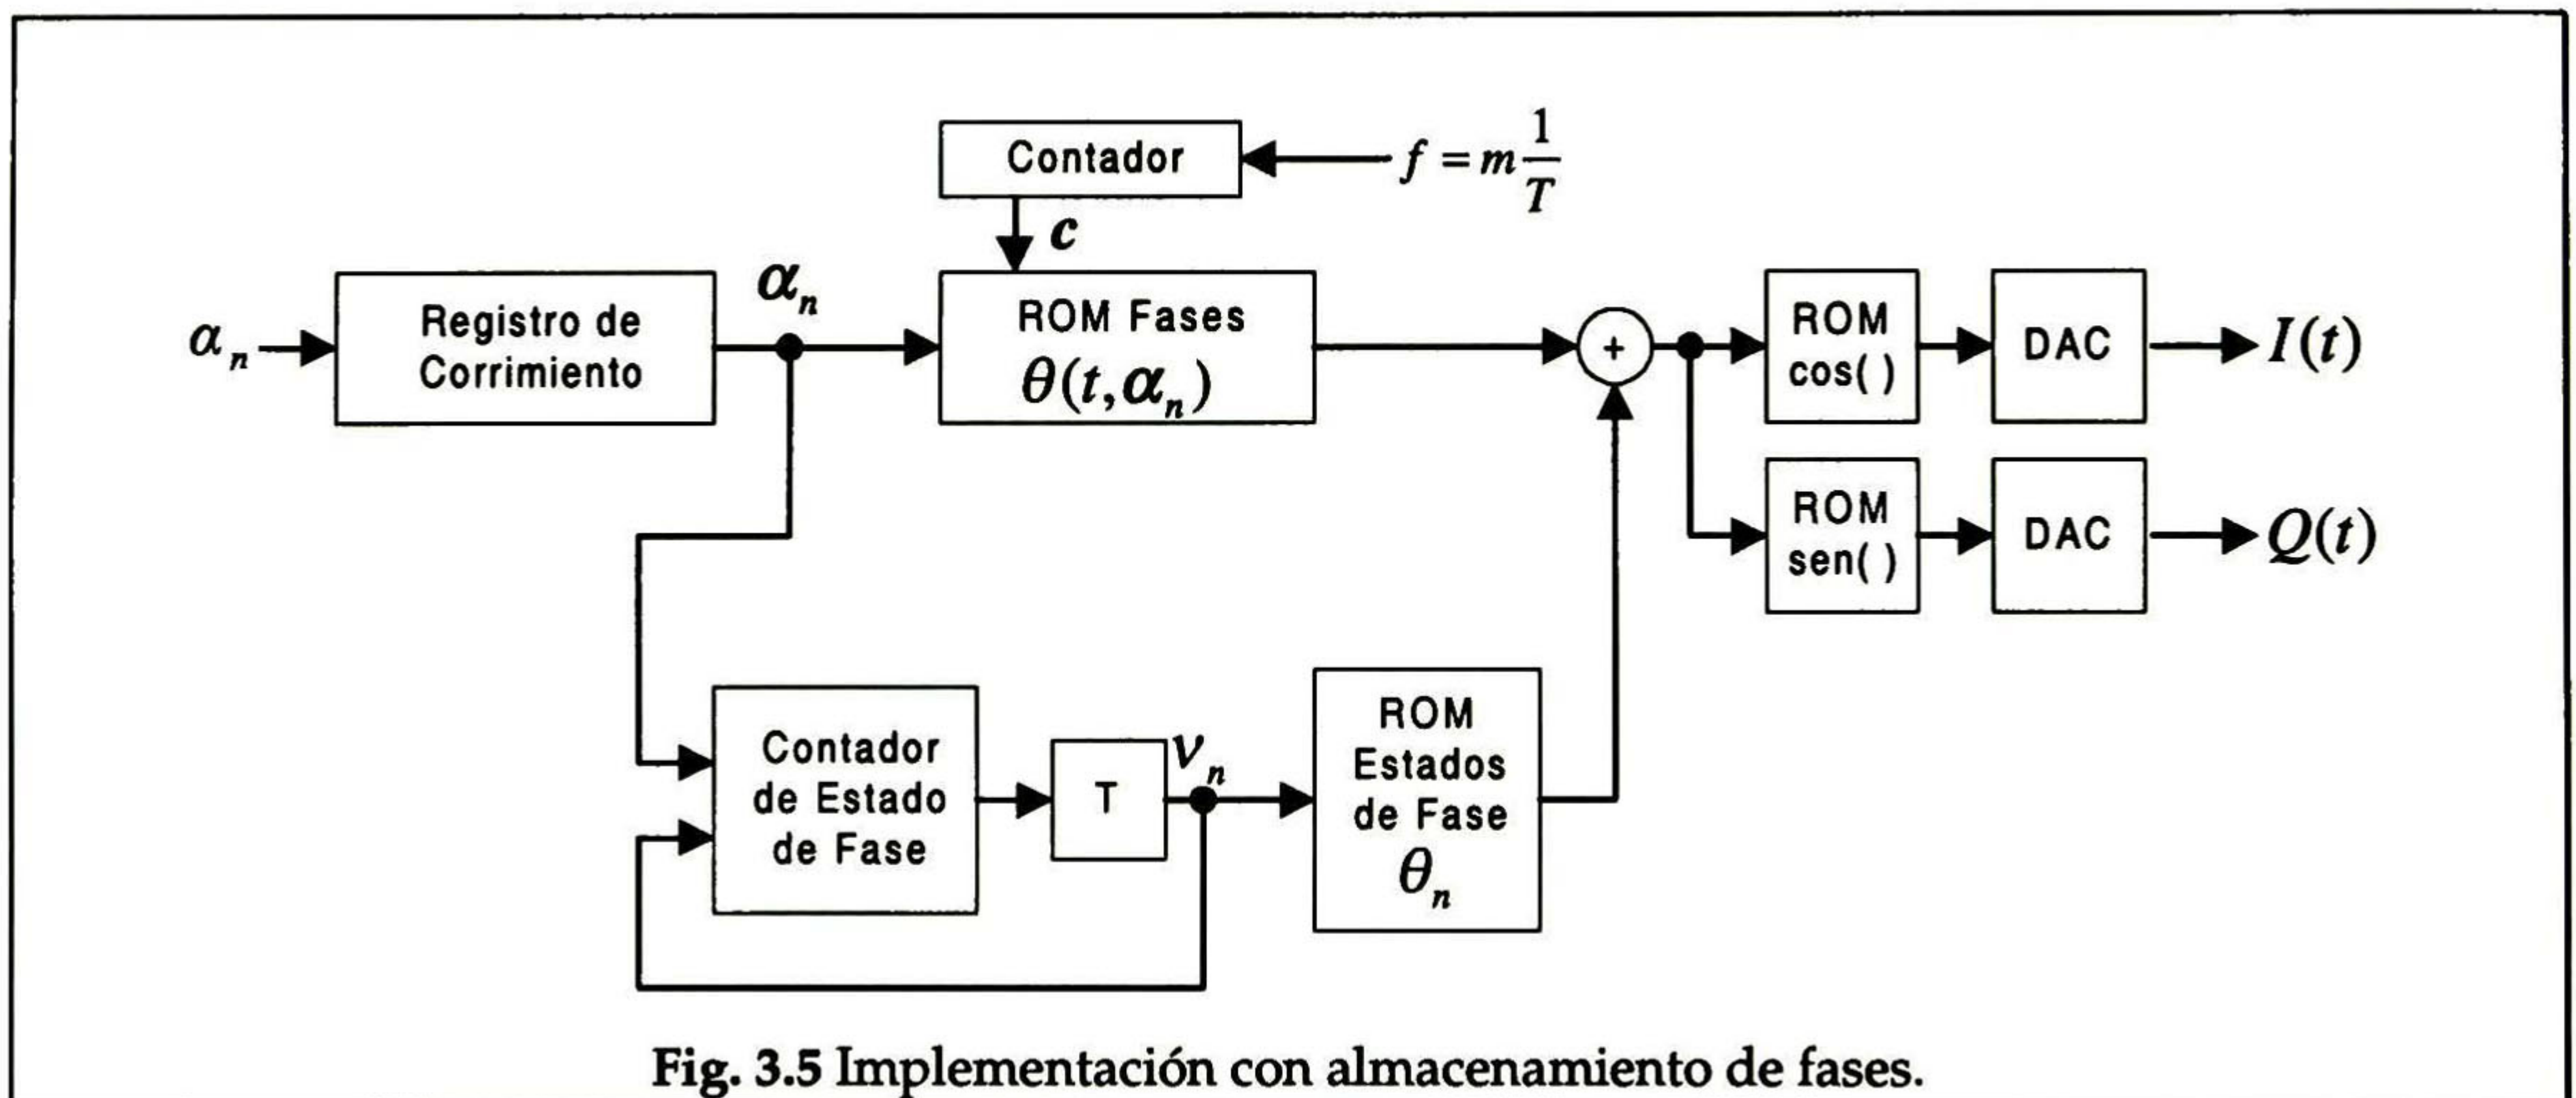 Contador
f = m 1/T
c
α_n
Registro de
Corrimiento
α_n
ROM Fases
θ(t,α_n)
+
ROM
cos( )
DAC
I(t)
ROM
sen( )
DAC
Q(t)
Contador
de Estado
de Fase
T
ν_n
ROM
Estados
de Fase
θ_n
Fig. 3.5 Implementación con almacenamiento de fases.